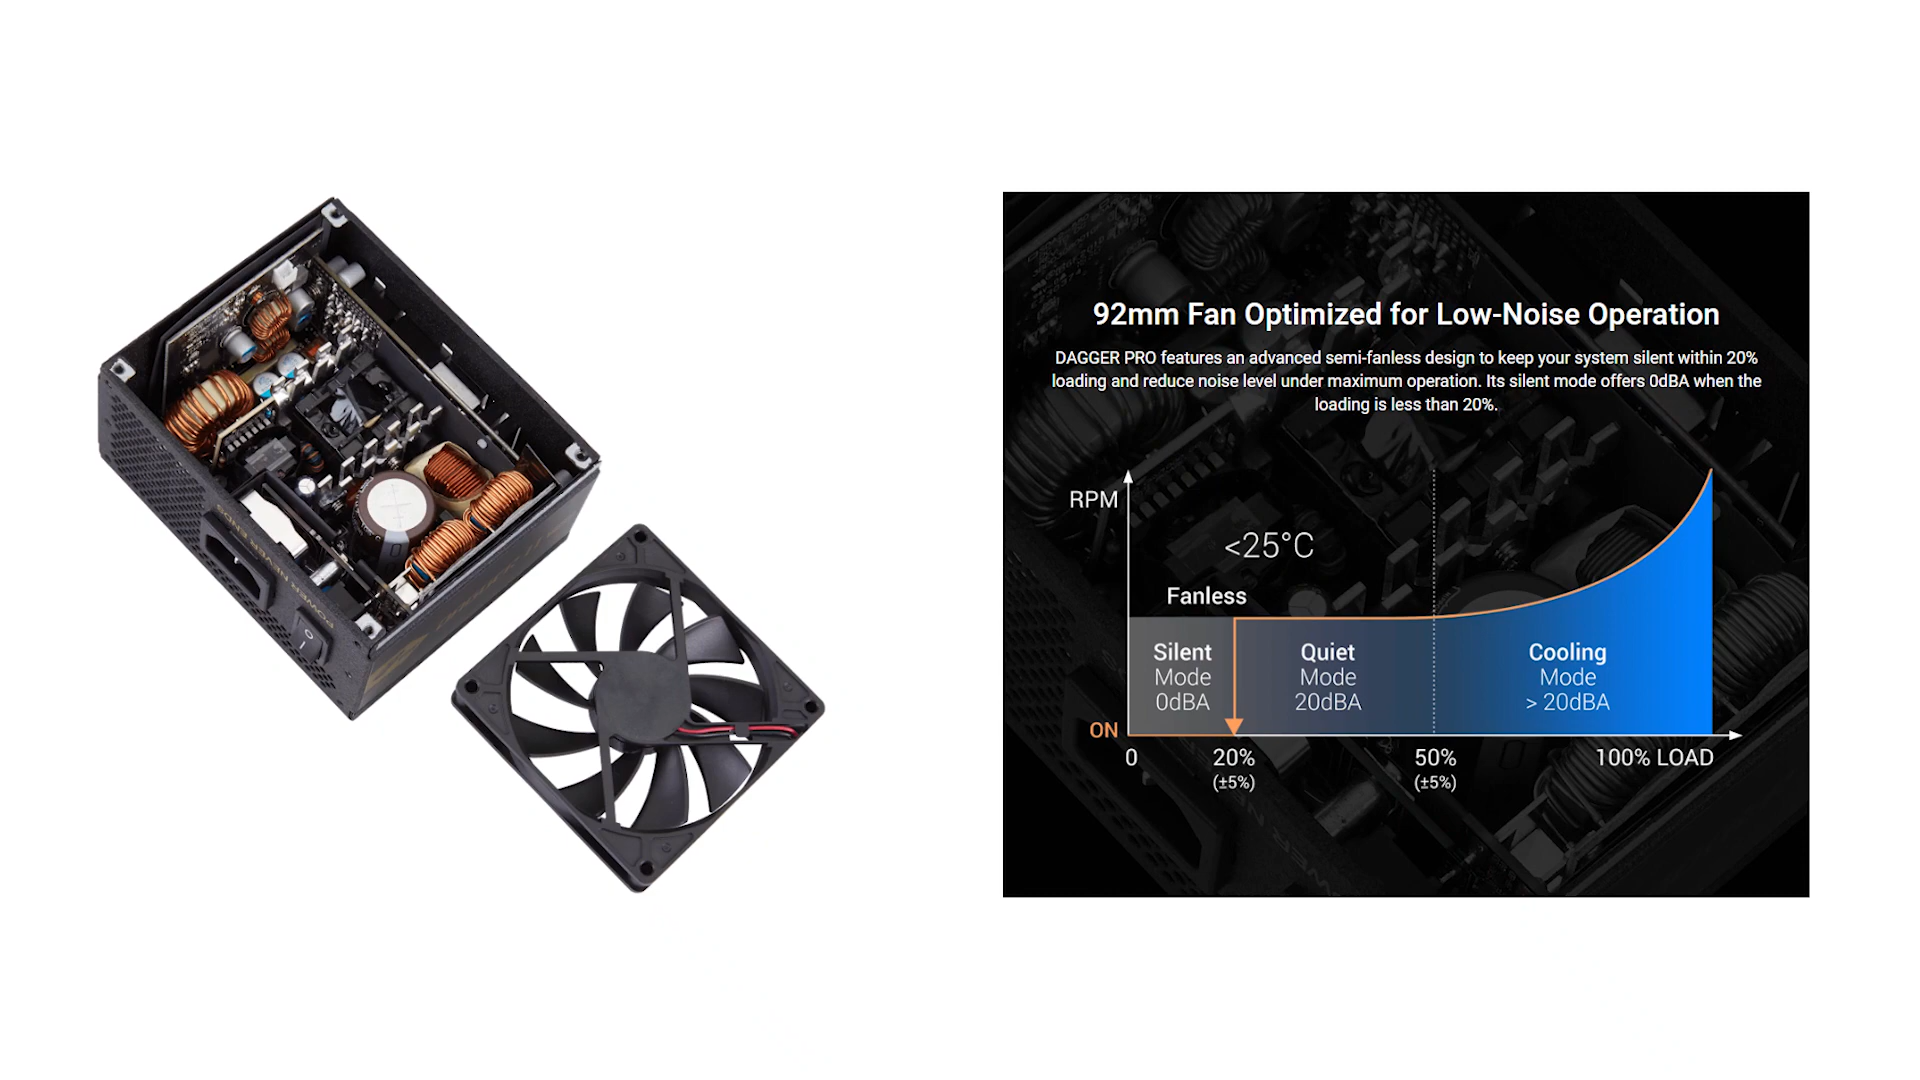 POWER NEVER ENDS
O
I
92mm Fan Optimized for Low-Noise Operation
DAGGER PRO features an advanced semi-fanless design to keep your system silent within 20%
loading and reduce noise level under maximum operation. Its silent mode offers 0dBA when the
loading is less than 20%.
RPM
<25°C
Fanless
Silent
Mode
0dBA
Quiet
Mode
20dBA
Cooling
Mode
> 20dBA
ON
0
20%
(±5%)
50%
(±5%)
100% LOAD